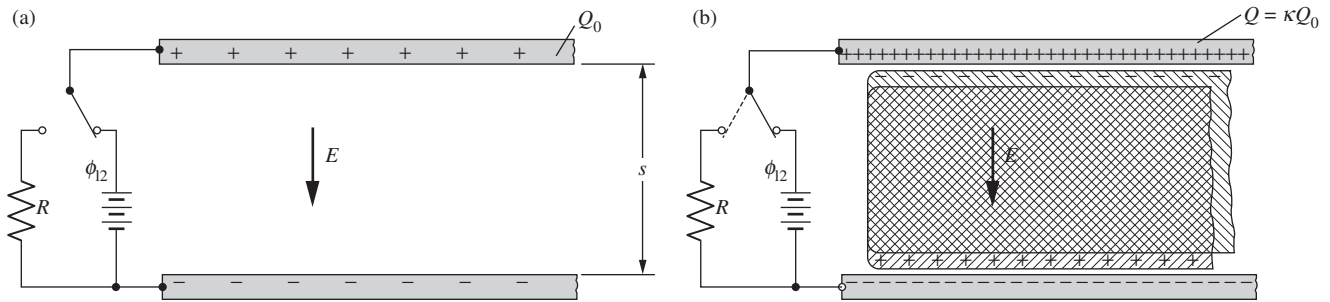 (a)
Q₀
+ + + + + + +
E
s
ϕ₁₂
R
− − − − − − −
(b)
Q = κQ₀
E
ϕ₁₂
R